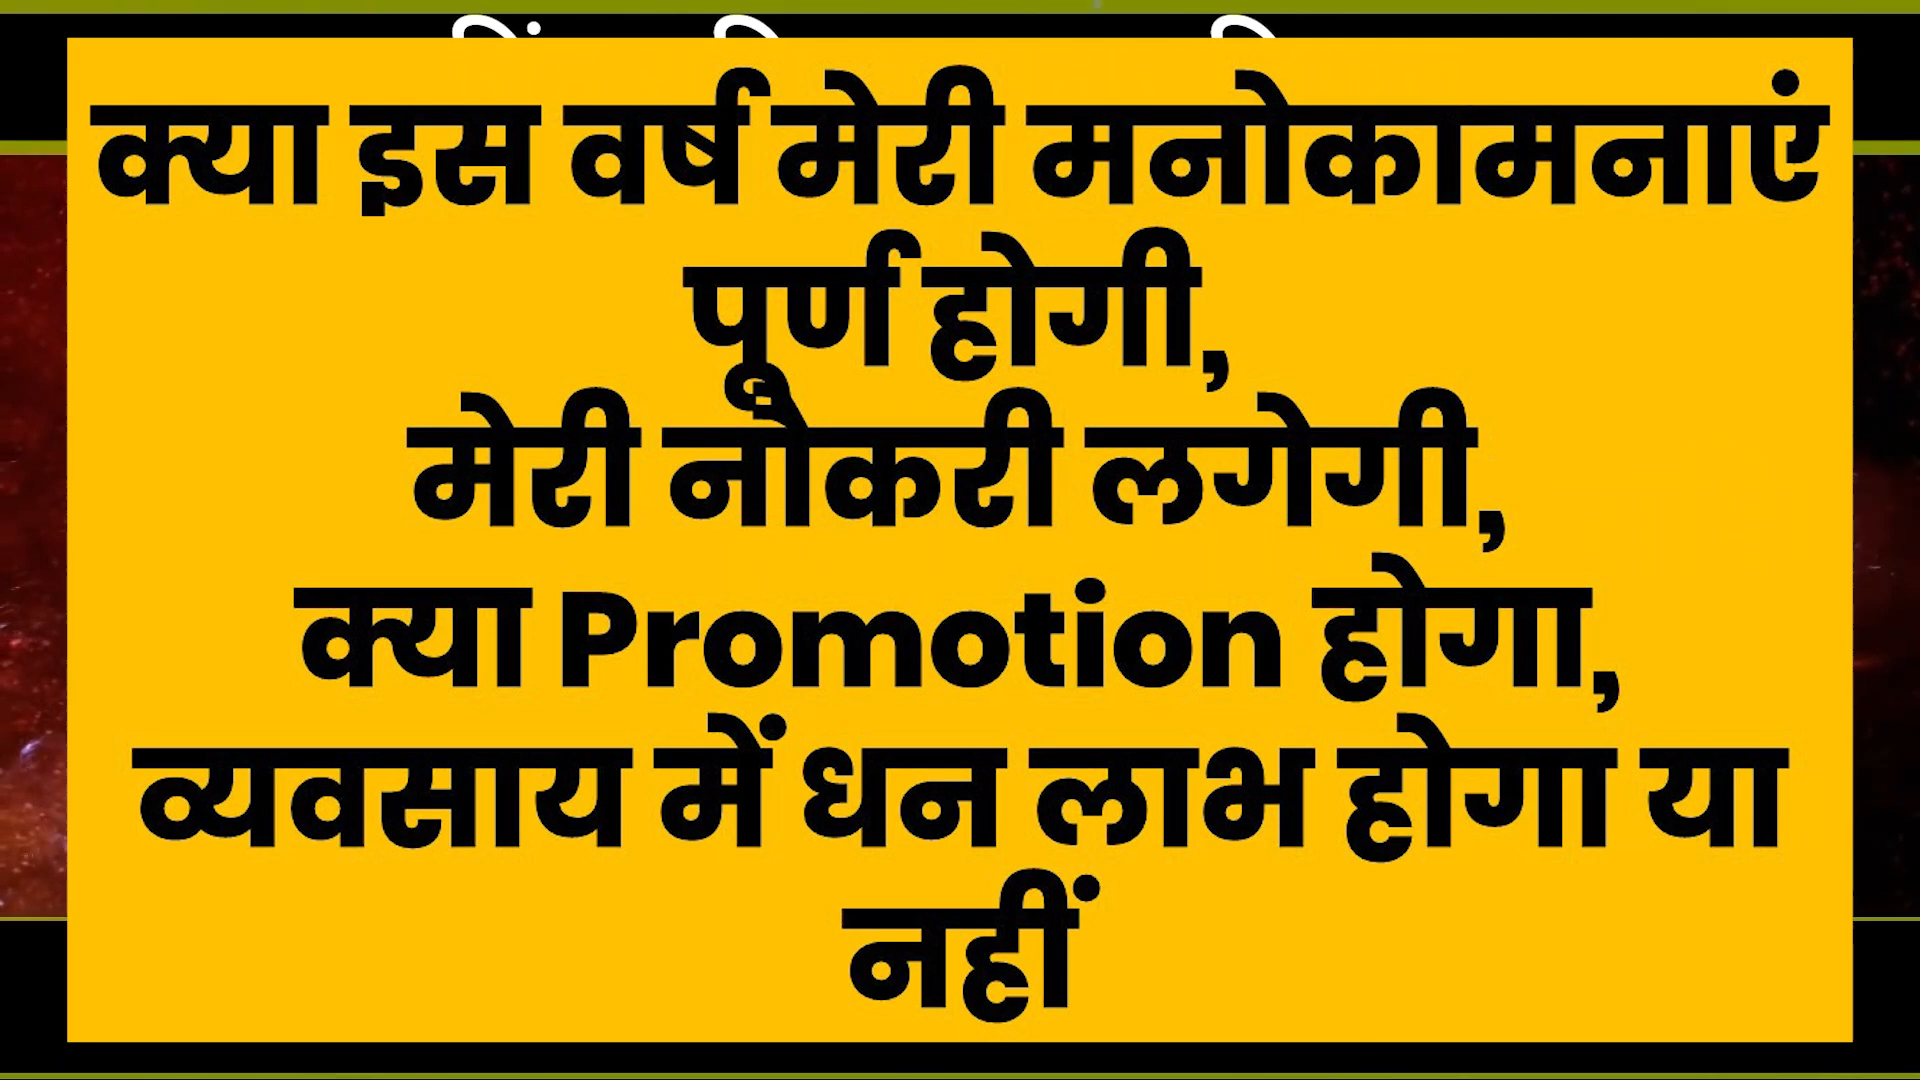 क्या इस वर्ष मेरी मनोकामनाएं
पूर्ण होगी,
मेरी नौकरी लगेगी,
क्या Promotion होगा,
व्यवसाय में धन लाभ होगा या
नहीं